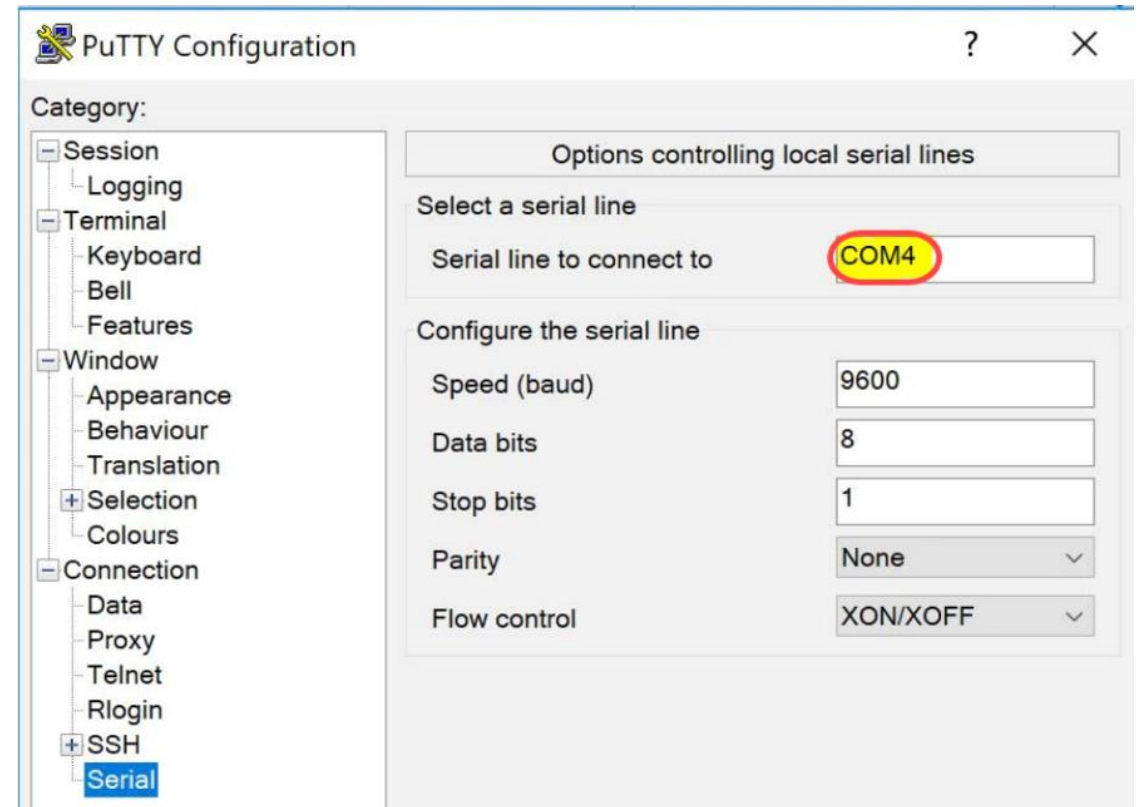 PuTTY Configuration
?
Category:
Session
Logging
Terminal
Keyboard
Bell
Features
Window
Appearance
Behaviour
Translation
Selection
Colours
Connection
Data
Proxy
Telnet
Rlogin
SSH
Serial
Options controlling local serial lines
Select a serial line
Serial line to connect to COM4
Configure the serial line
Speed (baud) 9600
Data bits 8
Stop bits 1
Parity None
Flow control XON/XOFF